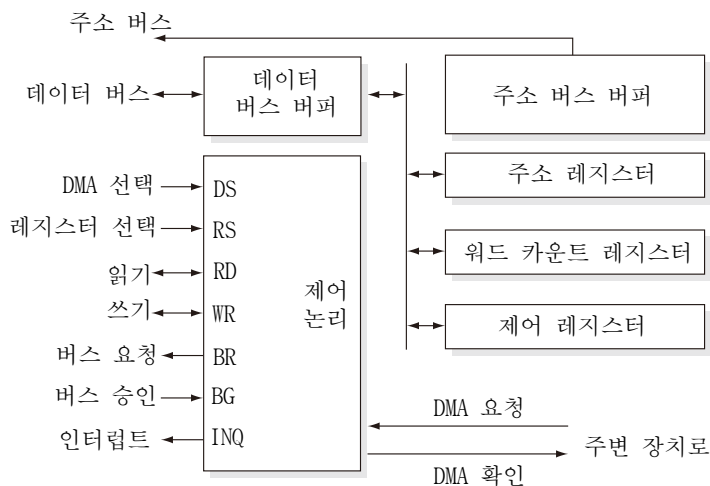 주소 버스
데이터 버스
데이터
버스 버퍼
주소 버스 버퍼
주소 레지스터
워드 카운트 레지스터
제어 레지스터
DMA 선택
DS
레지스터 선택
RS
읽기
RD
쓰기
WR
버스 요청
BR
버스 승인
BG
인터럽트
INQ
제어
논리
DMA 요청
주변 장치로
DMA 확인